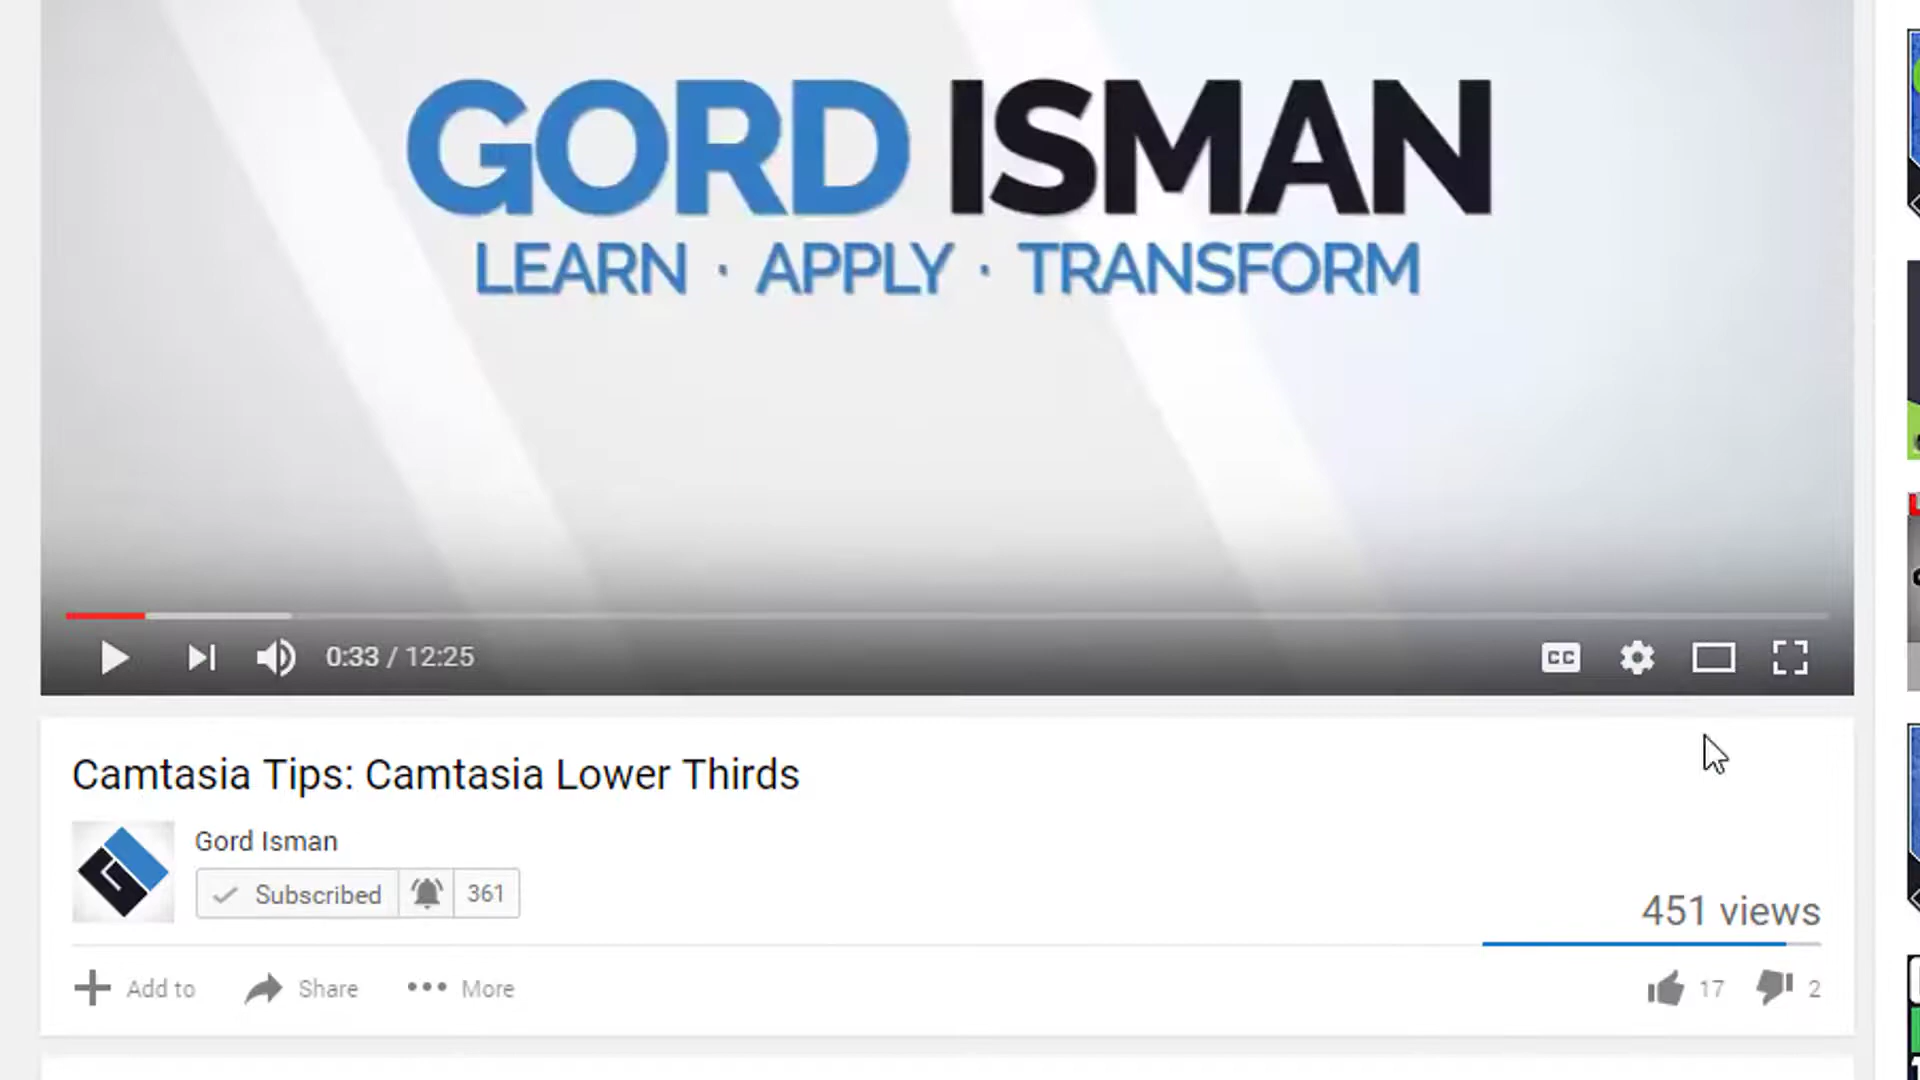 GORD ISMAN
LEARN · APPLY · TRANSFORM
0:33 / 12:25
CC
Camtasia Tips: Camtasia Lower Thirds
Gord Isman
Subscribed 361
451 views
Add to Share More
17 2